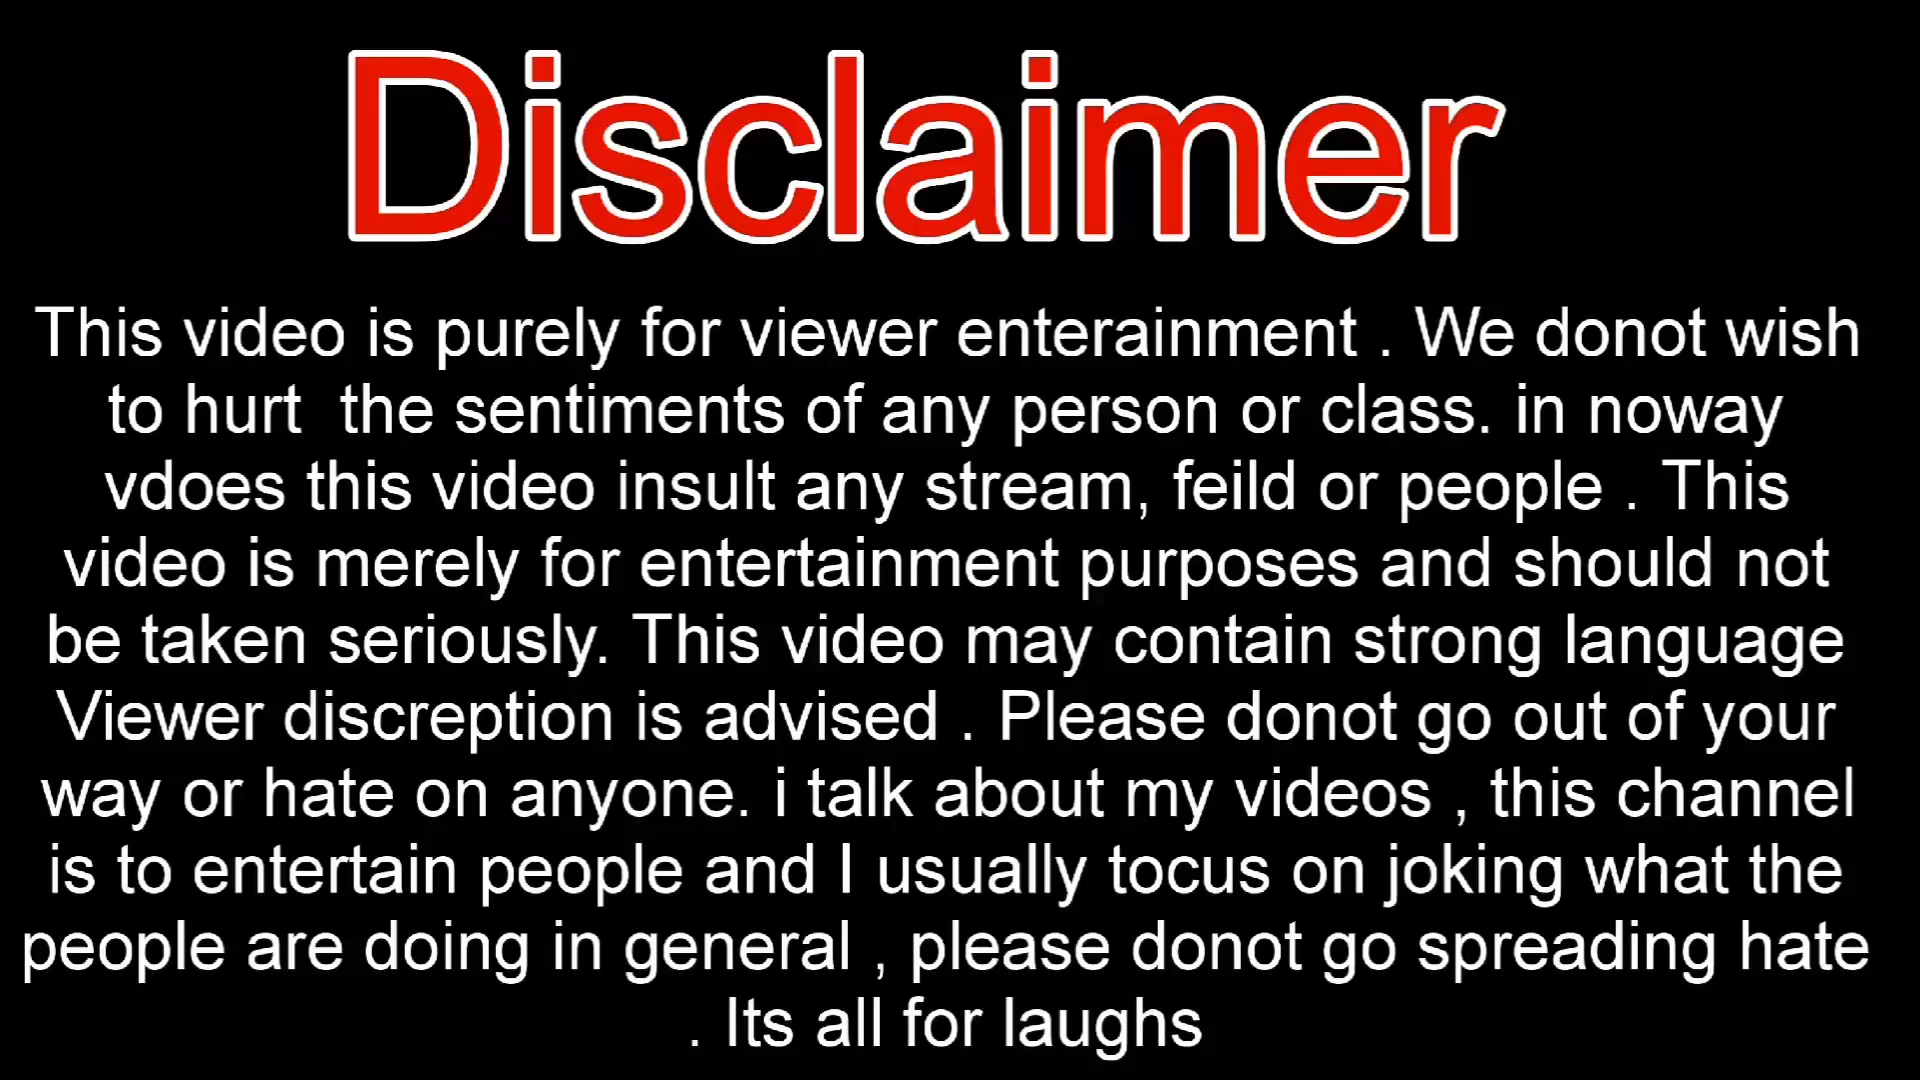 Disclaimer
This video is purely for viewer enterainment . We donot wish
to hurt  the sentiments of any person or class. in noway
vdoes this video insult any stream, feild or people . This
video is merely for entertainment purposes and should not
be taken seriously. This video may contain strong language
Viewer discreption is advised . Please donot go out of your
way or hate on anyone. i talk about my videos , this channel
is to entertain people and I usually tocus on joking what the
people are doing in general , please donot go spreading hate
. Its all for laughs